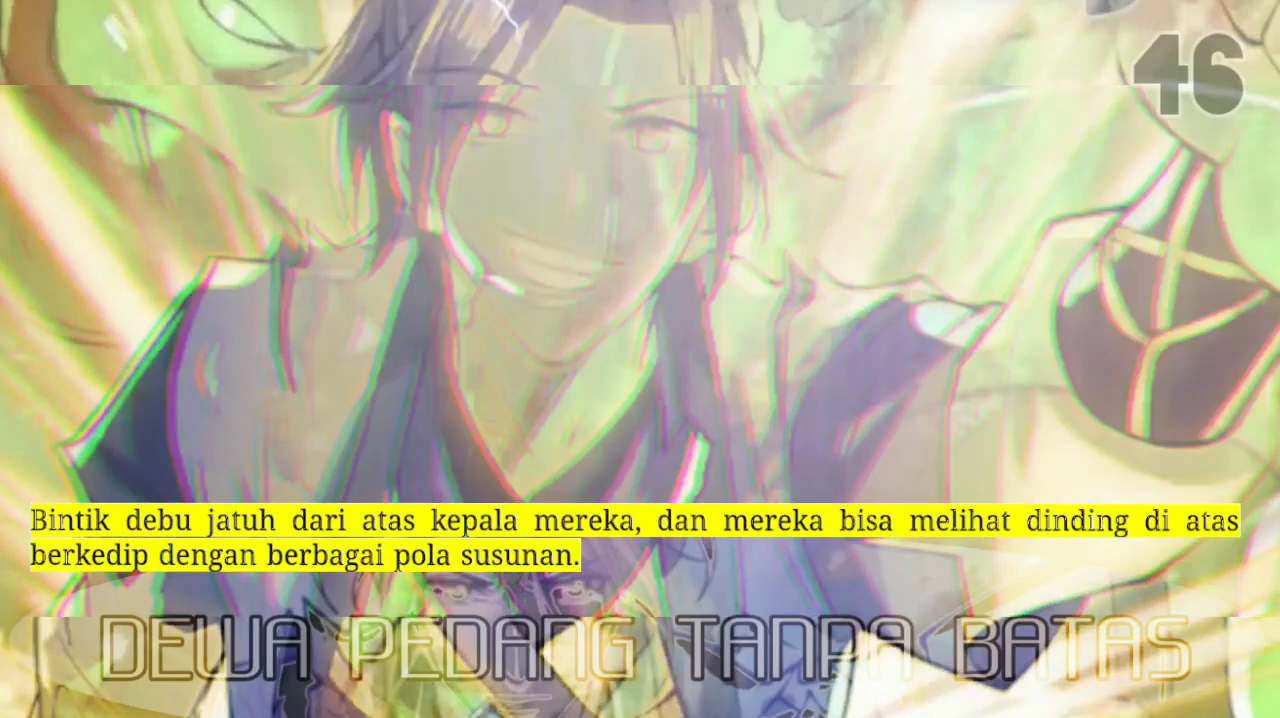 46
Bintik debu jatuh dari atas kepala mereka, dan mereka bisa melihat dinding di atas
berkedip dengan berbagai pola susunan.
DEWA PEDANG TANPA BATAS